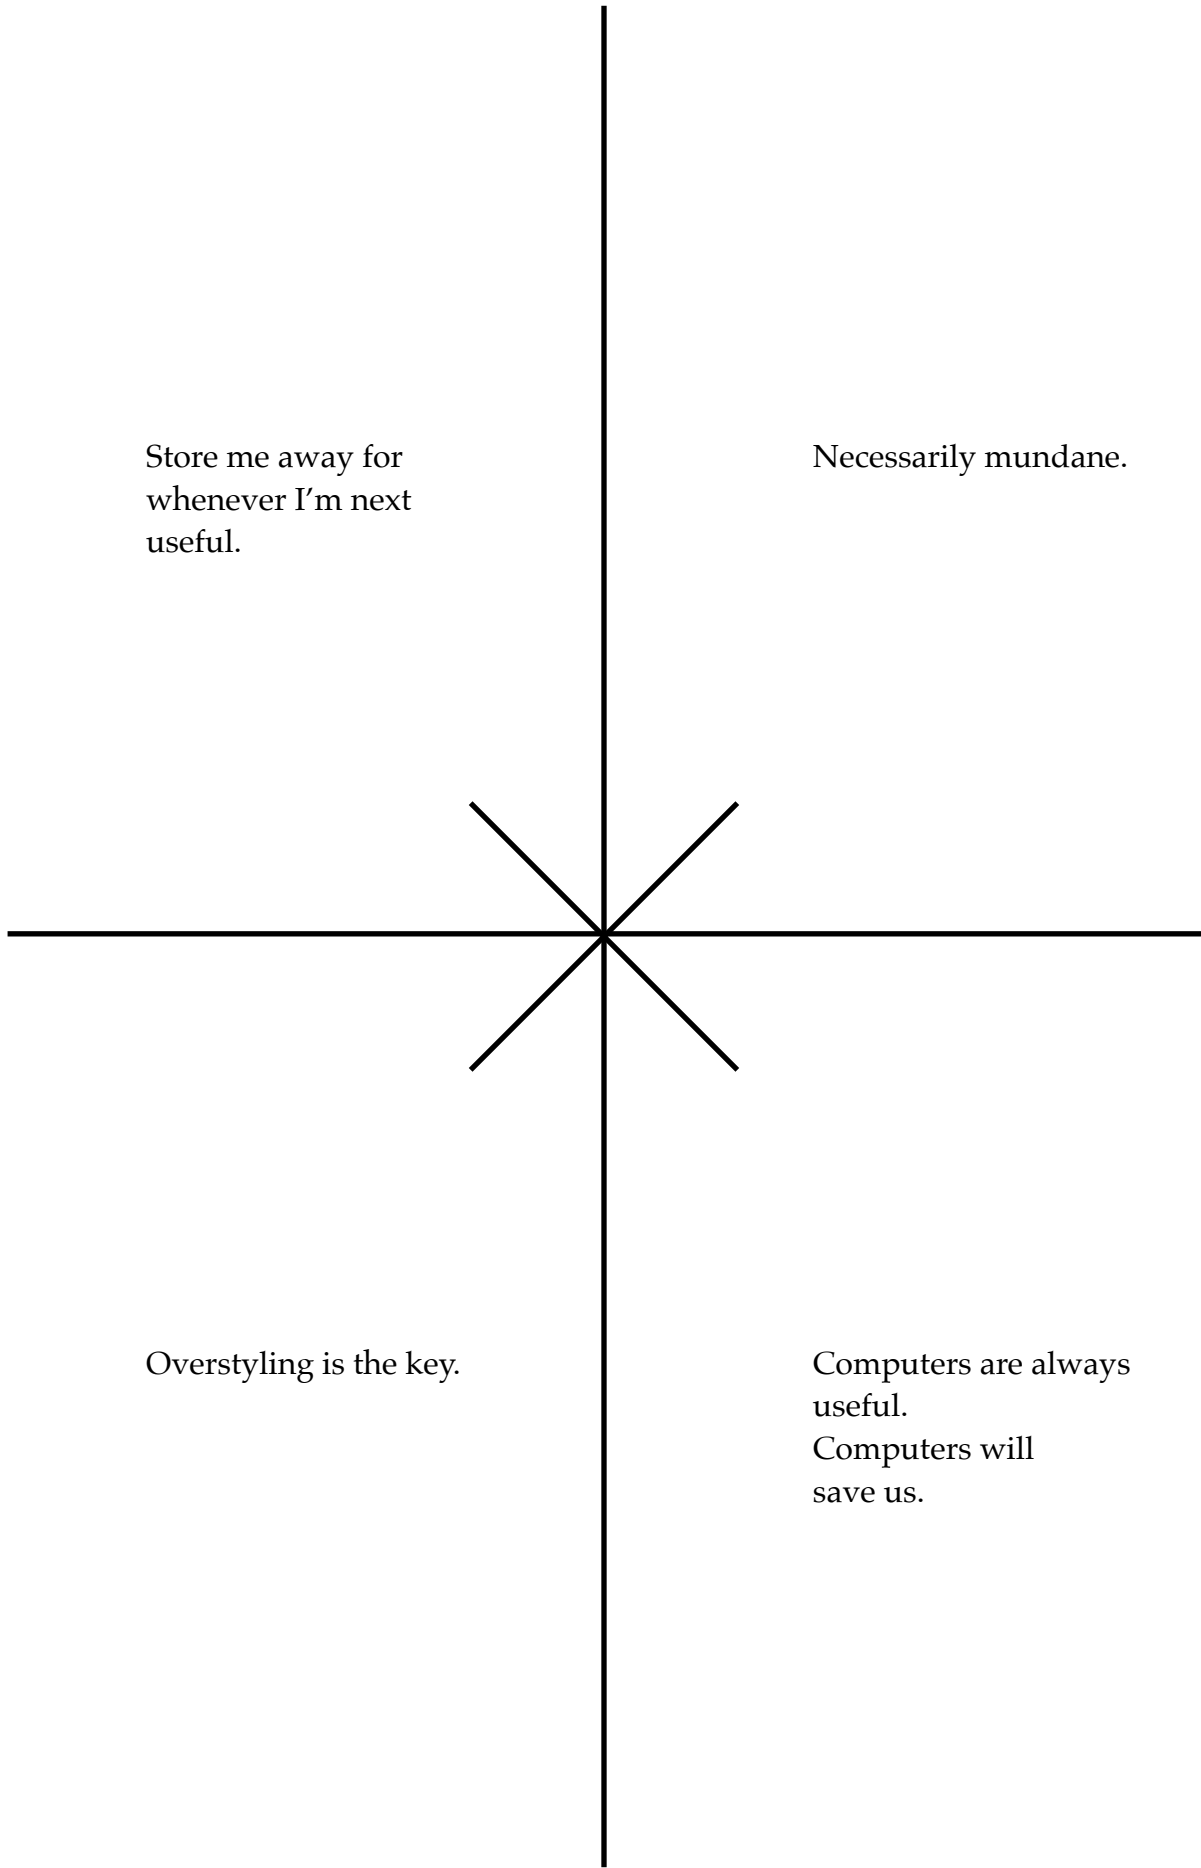 Store me away for
whenever I'm next
useful.
Necessarily mundane.
Overstyling is the key.
Computers are always
useful.
Computers will
save us.